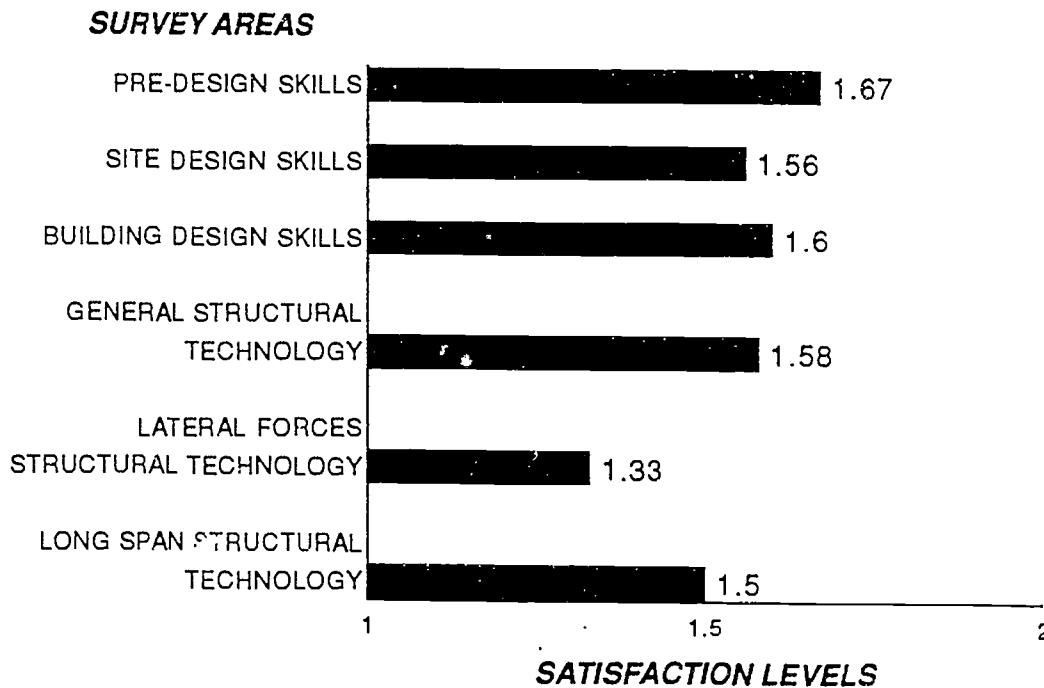 SURVEY AREAS
PRE-DESIGN SKILLS 1.67
SITE DESIGN SKILLS 1.56
BUILDING DESIGN SKILLS 1.6
GENERAL STRUCTURAL
TECHNOLOGY 1.58
LATERAL FORCES
STRUCTURAL TECHNOLOGY 1.33
LONG SPAN STRUCTURAL
TECHNOLOGY 1.5
1 1.5 2
SATISFACTION LEVELS